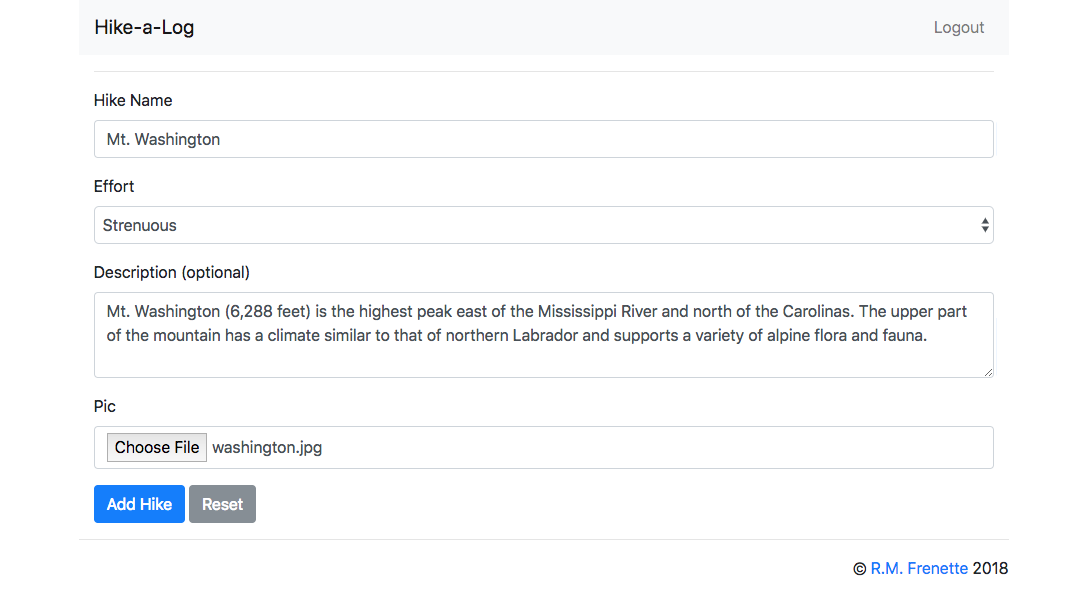 Hike-a-Log Logout
Hike Name
Mt. Washington
Effort
Strenuous
Description (optional)
Mt. Washington (6,288 feet) is the highest peak east of the Mississippi River and north of the Carolinas. The upper part
of the mountain has a climate similar to that of northern Labrador and supports a variety of alpine flora and fauna.
Pic
Choose File washington.jpg
Add Hike Reset
© R.M. Frenette 2018